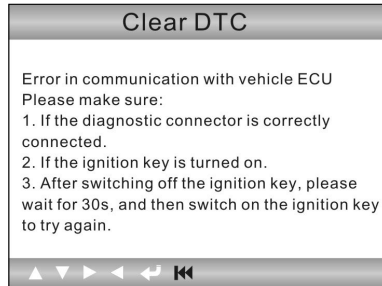 Clear DTC
Error in communication with vehicle ECU
Please make sure:
1. If the diagnostic connector is correctly
connected.
2. If the ignition key is turned on.
3. After switching off the ignition key, please
wait for 30s, and then switch on the ignition key
to try again.